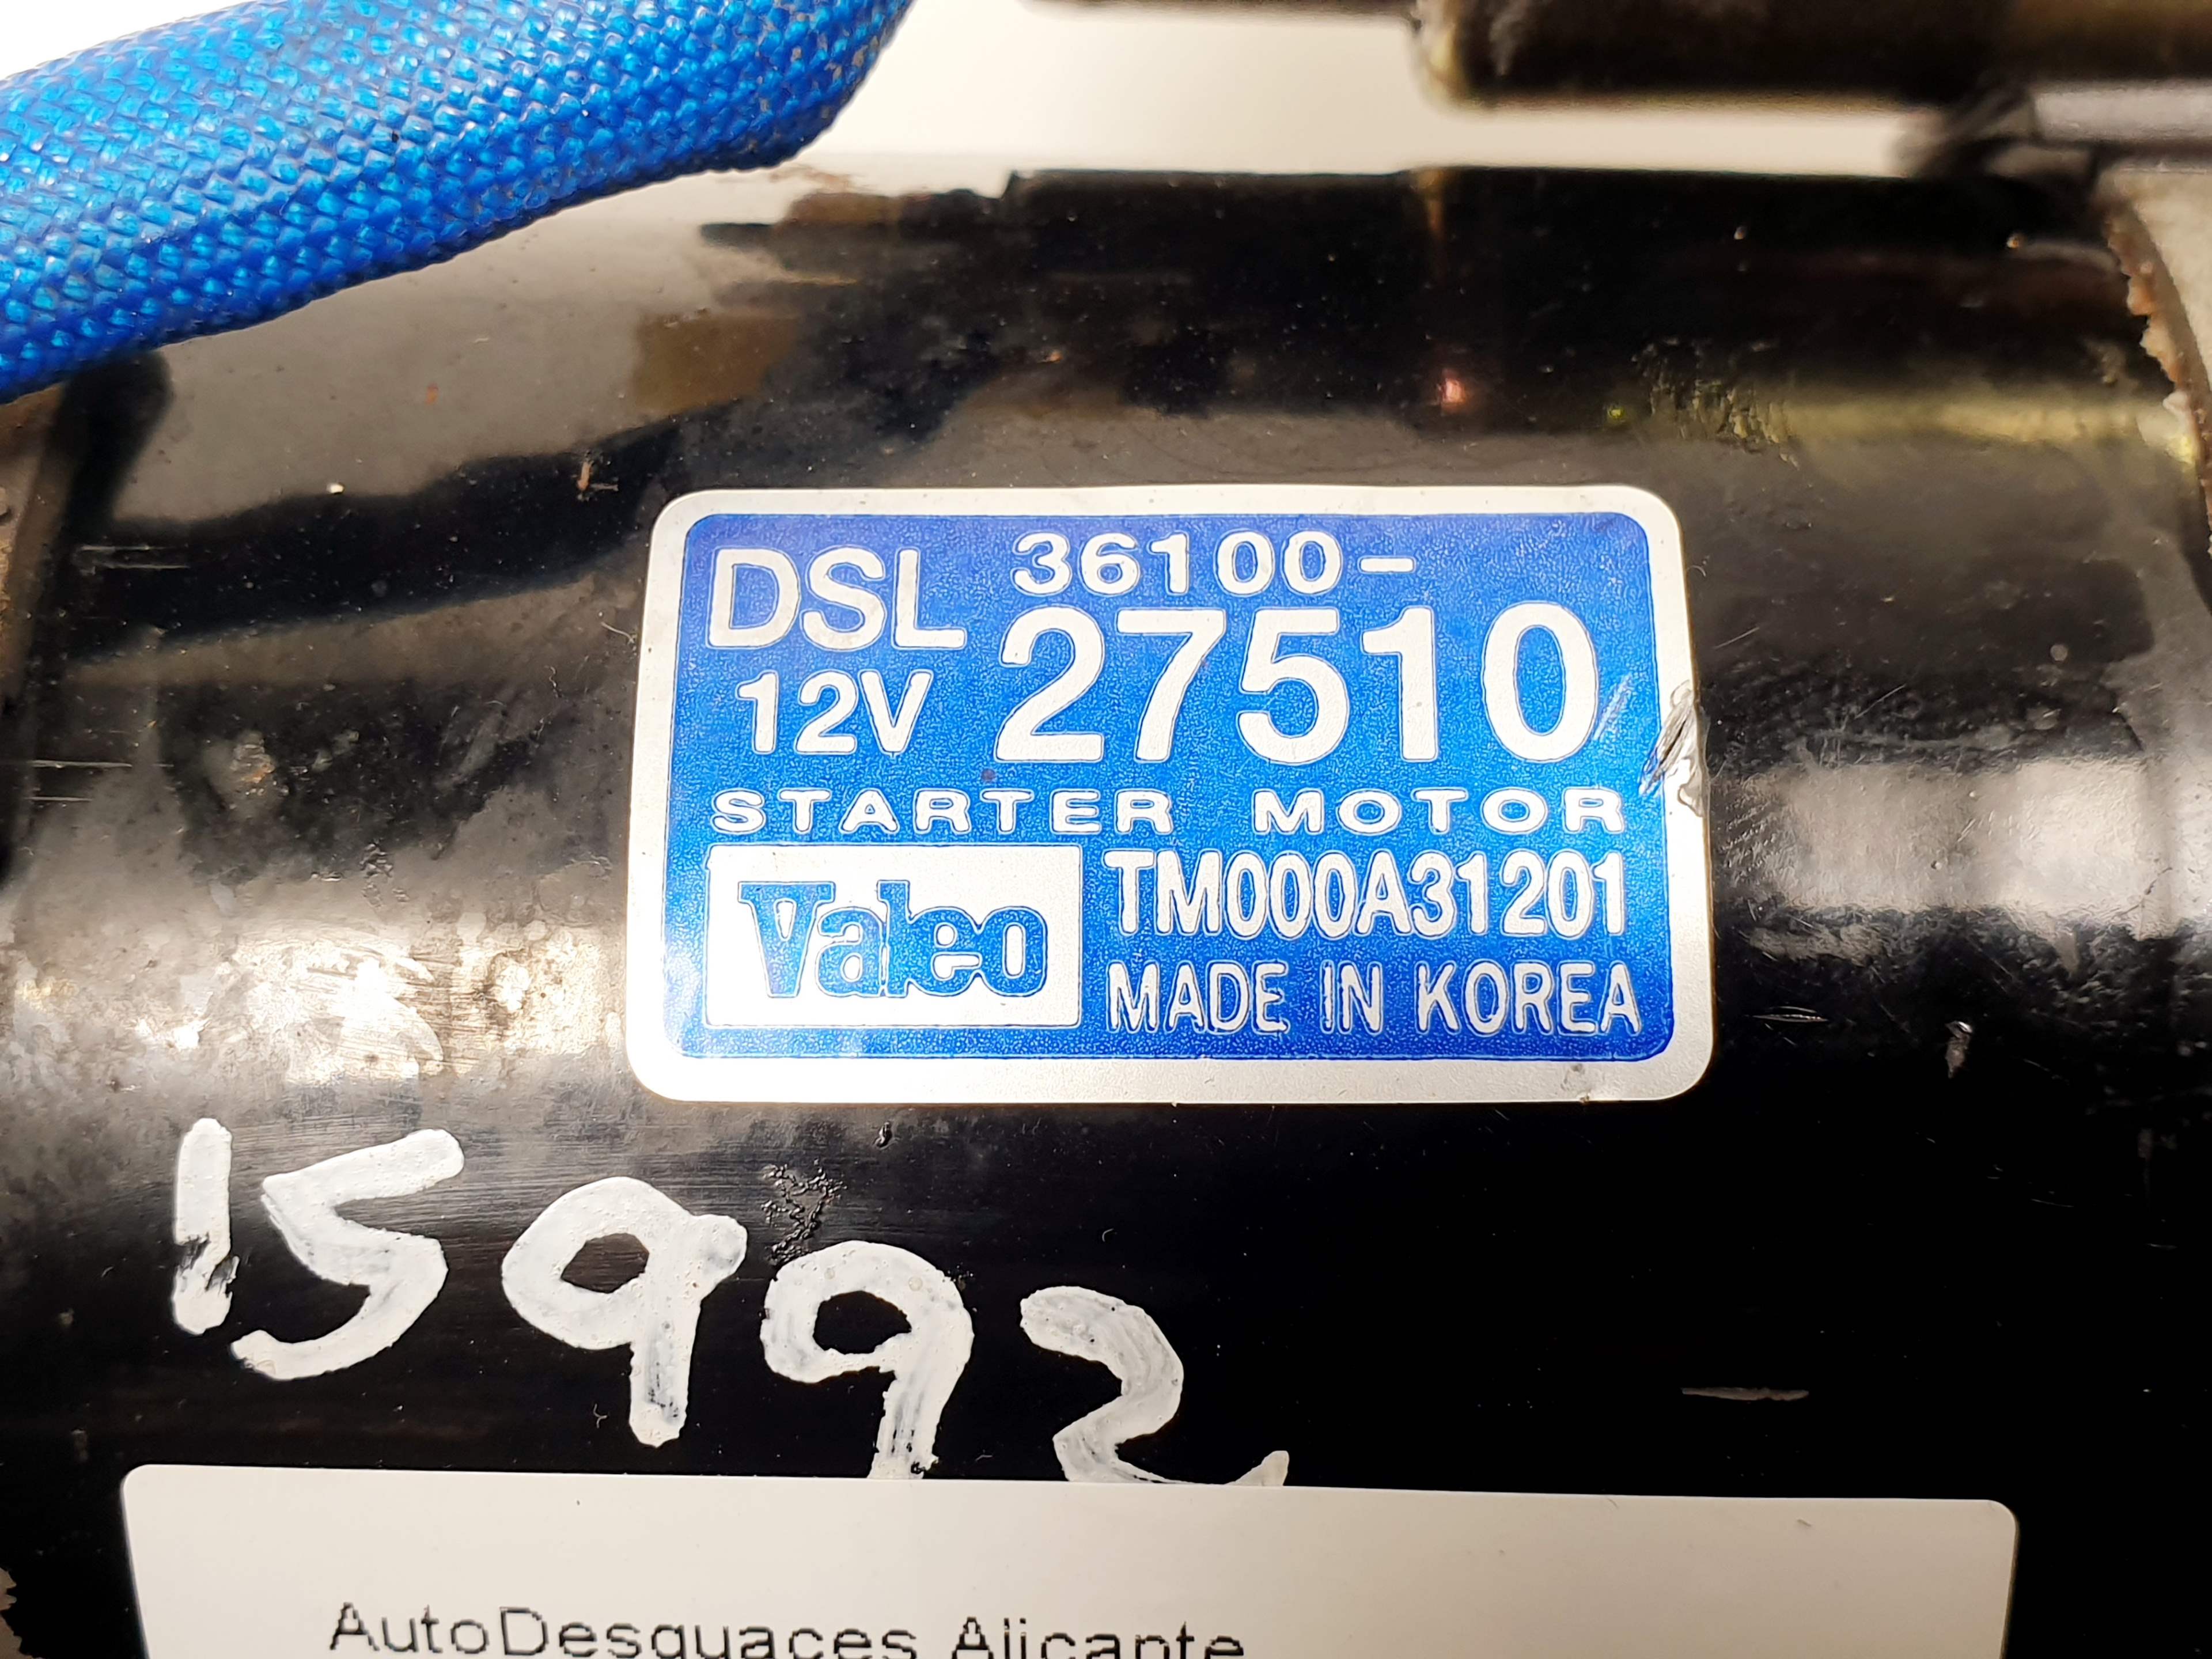 DSL 36100-
12V 27510
STARTER MOTOR
Valeo TM000A31201
MADE IN KOREA
15992
AutoDesguaces Alicante